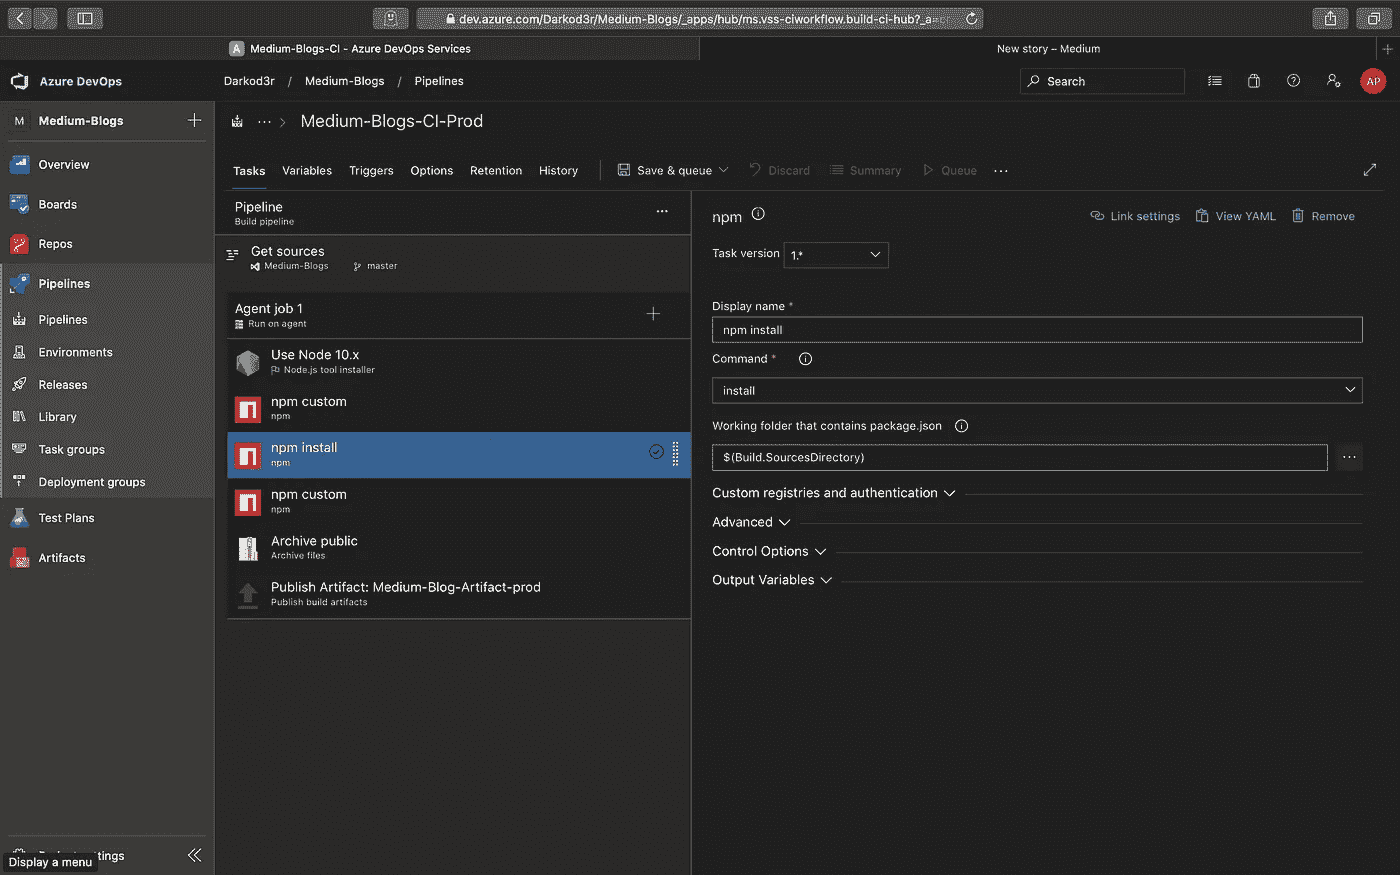 dev.azure.com/Darkod3r/Medium-Blogs/_apps/hub/ms.vss-ciworkflow.build-ci-hub?_a=
A Medium-Blogs-CI - Azure DevOps Services
New story – Medium
Azure DevOps
Darkod3r / Medium-Blogs / Pipelines
Search
AP
M Medium-Blogs
Overview
Boards
Repos
Pipelines
Pipelines
Environments
Releases
Library
Task groups
Deployment groups
Test Plans
Artifacts
Display a menu
Medium-Blogs-CI-Prod
Tasks Variables Triggers Options Retention History Save & queue Discard Summary Queue
Pipeline
Build pipeline
Get sources
Medium-Blogs master
Agent job 1
Run on agent
Use Node 10.x
Node.js tool installer
npm custom
npm
npm install
npm
npm custom
npm
Archive public
Archive files
Publish Artifact: Medium-Blog-Artifact-prod
Publish build artifacts
npm
Link settings View YAML Remove
Task version 1.*
Display name *
npm install
Command *
install
Working folder that contains package.json
$(Build.SourcesDirectory)
Custom registries and authentication
Advanced
Control Options
Output Variables